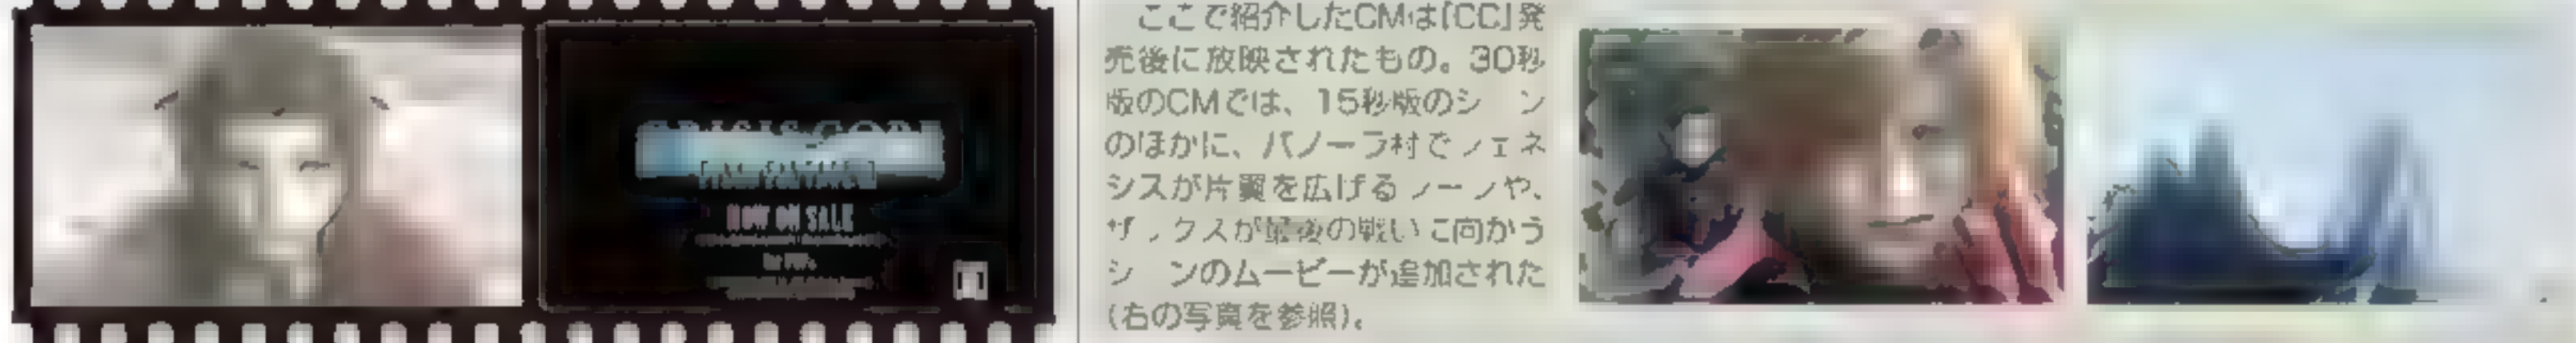 CRISIS CORE
NOW ON SALE
ここで紹介したCMは「CC」発
売後に放映されたもの。30秒
版のCMでは、15秒版のシーン
のほかに、バノーラ村でジェネ
シスが片翼を広げるシーンや、
ザックスが最後の戦いに向かう
シーンのムービーが追加された
(右の写真を参照)。